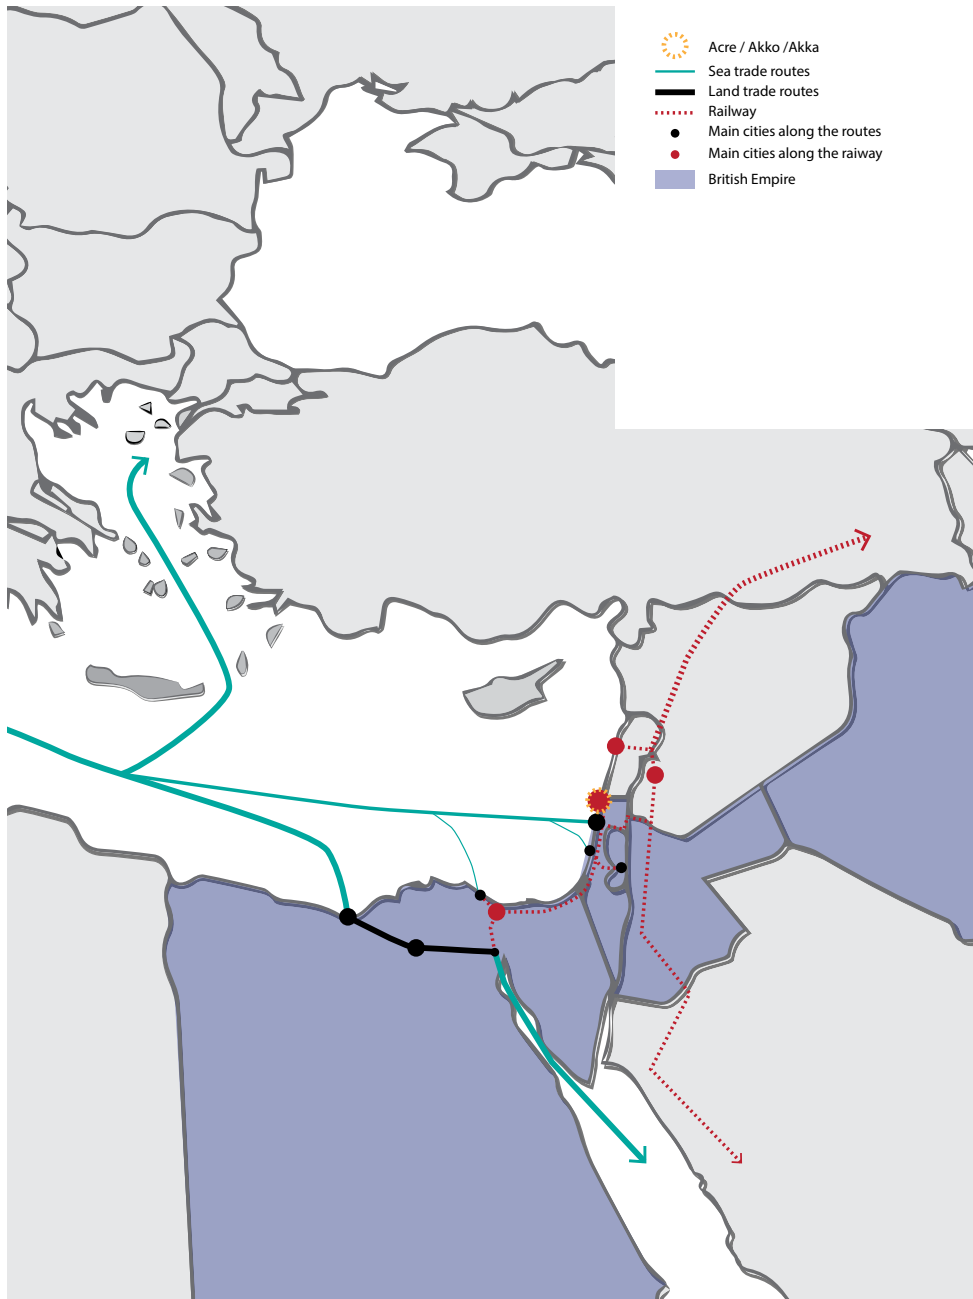 Acre / Akko /Akka
Sea trade routes
Land trade routes
Railway
Main cities along the routes
Main cities along the raiway
British Empire